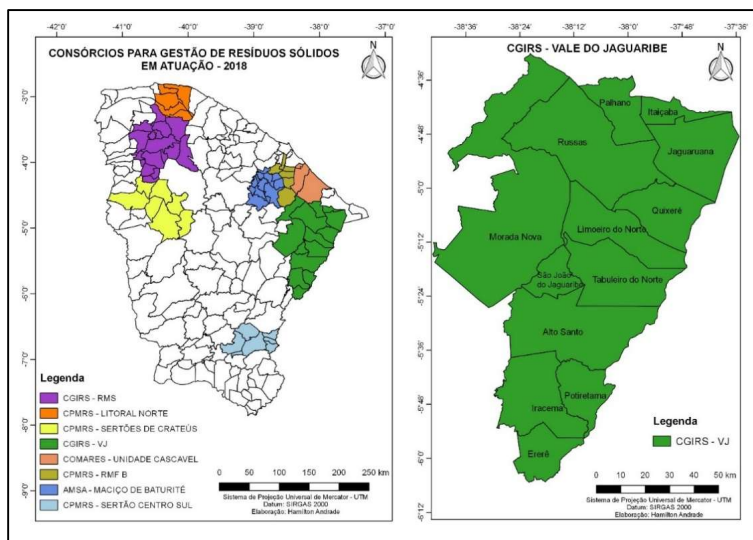 -42°0' -41°0' -40°0' -39°0' -38°0' -37°0'
CONSÓRCIOS PARA GESTÃO DE RESÍDUOS SÓLIDOS
EM ATUAÇÃO - 2018
N
-3°0'
-4°0'
-5°0'
-6°0'
-7°0'
-8°0'
-9°0'
Legenda
CGIRS - RMS
CPMRS - LITORAL NORTE
CPMRS - SERTÕES DE CRATEÚS
CGIRS - VJ
COMARES - UNIDADE CASCAVEL
CPMRS - RMF B
AMSA - MACIÇO DE BATURITÉ
CPMRS - SERTÃO CENTRO SUL
0 50 100 150 200 250 km
Sistema de Projeção Universal de Mercator - UTM
Datum: SIRGAS 2000
Elaboração: Hamilton Andrade
-38°36' -38°24' -38°12' -38°0' -37°48' -37°36'
CGIRS - VALE DO JAGUARIBE
N
-4°36'
-4°48'
-5°0'
-5°12'
-5°24'
-5°36'
-5°48'
-6°0'
-6°12'
Palhano
Itaiçaba
Russas
Jaguaruana
Quixeré
Limoeiro do Norte
Morada Nova
São João
do Jaguaribe
Tabuleiro do Norte
Alto Santo
Potiretama
Iracema
Ererê
Legenda
CGIRS - VJ
0 10 20 30 40 50 km
Sistema de Projeção Universal de Mercator - UTM
Datum: SIRGAS 2000
Elaboração: Hamilton Andrade